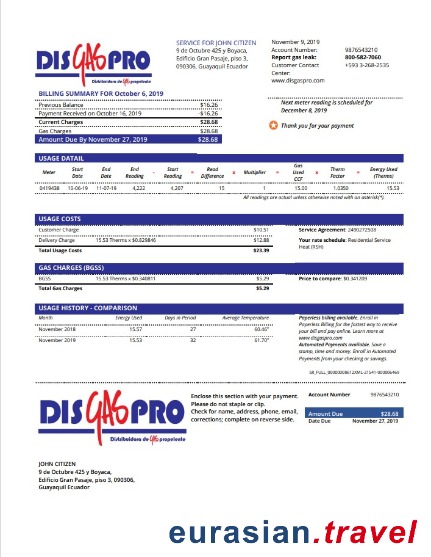 DISGASPRO
Distribuidora de Gas propelente
SERVICE FOR JOHN CITIZEN
9 de Octubre 425 y Boyaca,
Edificio Gran Pasaje, piso 3,
090306, Guayaquil Ecuador
November 9, 2019
Account Number: 9876543210
Report gas leak: 800-582-7060
Customer Contact Center: +593 3-268-2535
www.disgaspro.com
BILLING SUMMARY FOR October 6, 2019
Previous Balance $16.26
Payment Received on October 16, 2019 -$16.26
Current Charges $28.68
Gas Charges $28.68
Amount Due By November 27, 2019 $28.68
Next meter reading is scheduled for
December 8, 2019
Thank you for your payment
USAGE DATAIL
Meter Start Date End Date End Reading - Start Reading = Read Difference x Multiplier = Gas Used CCF x Therm Factor = Energy Used (Therms)
0419438 10-06-19 11-07-19 4,222 4,207 15 1 15.00 1.0350 15.53
All readings are actual unless otherwise noted with an asterisk(*).
USAGE COSTS
Customer Charge $10.51
Delivery Charge 15.53 Therms x $0.829846 $12.88
Total Usage Costs $23.39
Service Agreement: 2490272508
Your rate schedule: Residential Service
Heat (RSH)
GAS CHARGES (BGSS)
BGSS 15.53 Therms x $0.340811 $5.29
Total Gas Charges $5.29
Price to compare: $0.341209
USAGE HISTORY - COMPARISON
Month Energy Used Days in Period Average Temperature
November 2018 15.57 27 60.46°
November 2019 15.53 32 61.70°
Paperless billing available. Enroll in
Paperless Billing for the fastest way to receive
your bill and pay online. Learn more at
www.disgaspro.com
Automated Payments available. Save a
stamp, time and money. Enroll in Automated
Payments from your checking or savings.
DISGASPRO
Distribuidora de Gas propelente
Enclose this section with your payment.
Please do not staple or clip.
Check for name, address, phone, email,
corrections; complete on reverse side.
Account Number 9876543210
Amount Due $28.68
Date Due November 27, 2019
JOHN CITIZEN
9 de Octubre 425 y Boyaca,
Edificio Gran Pasaje, piso 3, 090306,
Guayaquil Ecuador
eurasian.travel